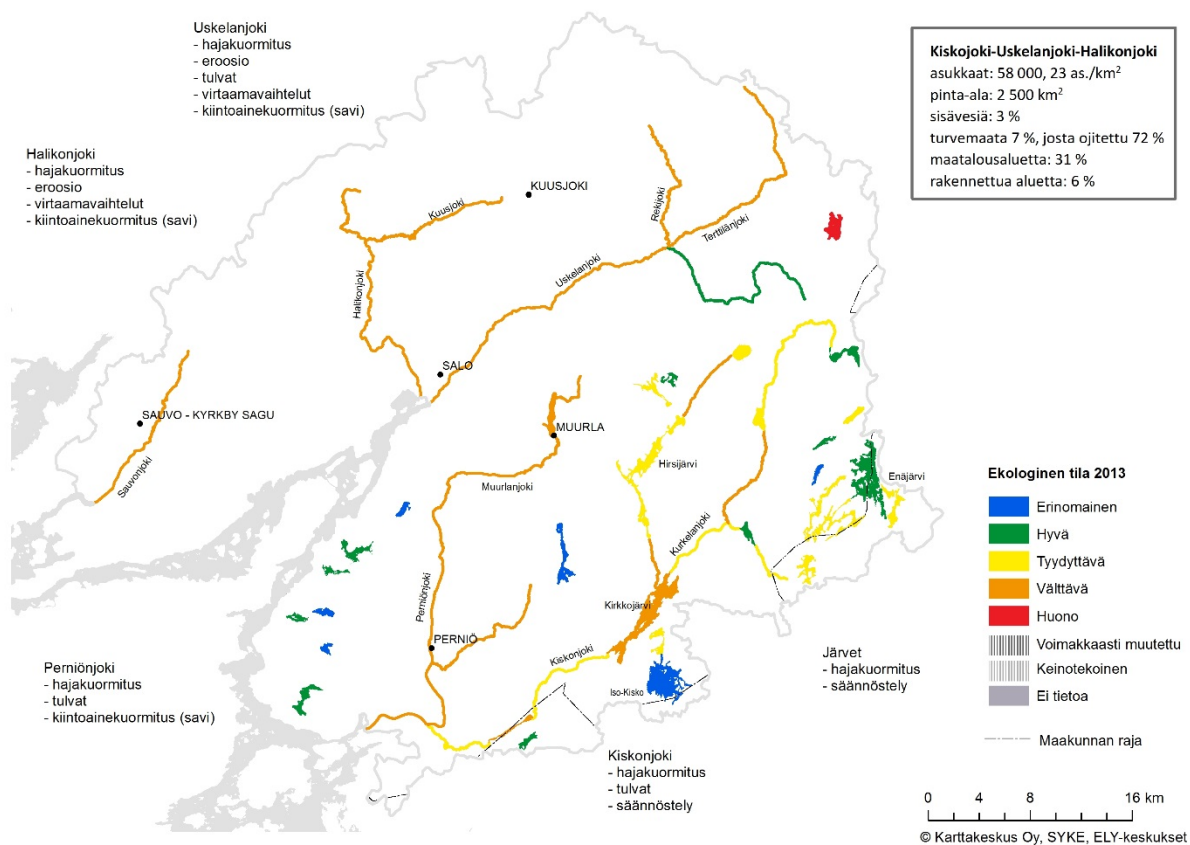 Uskelanjoki
- hajakuormitus
- eroosio
- tulvat
- virtaamavaihtelut
- kiintoainekuormitus (savi)
Kiskojoki-Uskelanjoki-Halikonjoki
asukkaat: 58 000, 23 as./km²
pinta-ala: 2 500 km²
sisävesiä: 3 %
turvemaata 7 %, josta ojitettu 72 %
maatalousaluetta: 31 %
rakennettua aluetta: 6 %
Halikonjoki
- hajakuormitus
- eroosio
- virtaamavaihtelut
- kiintoainekuormitus (savi)
KUUSJOKI
Kuusjoki
Rekijoki
Terttilänjoki
Uskelanjoki
Halikonjoki
SALO
SAUVO - KYRKBY SAGU
Sauvonjoki
MUURLA
Muurlanjoki
Hirsijärvi
Enäjärvi
Kurkelanjoki
Kirkkojärvi
Perniönjoki
PERNIÖ
Kiskonjoki
Iso-Kisko
Perniönjoki
- hajakuormitus
- tulvat
- kiintoainekuormitus (savi)
Kiskonjoki
- hajakuormitus
- tulvat
- säännöstely
Järvet
- hajakuormitus
- säännöstely
Ekologinen tila 2013
Erinomainen
Hyvä
Tyydyttävä
Välttävä
Huono
Voimakkaasti muutettu
Keinotekoinen
Ei tietoa
Maakunnan raja
0 4 8 12 16 km
© Karttakeskus Oy, SYKE, ELY-keskukset